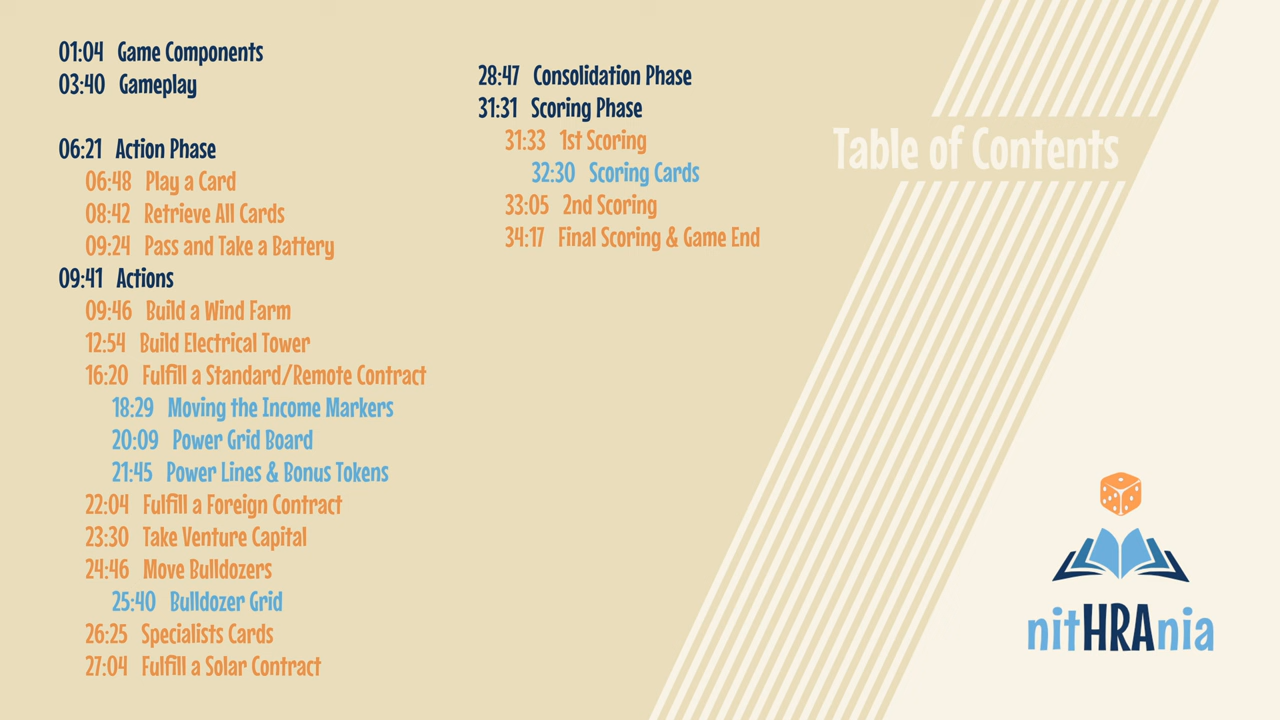 01:04 Game Components
03:40 Gameplay
06:21 Action Phase
06:48 Play a Card
08:42 Retrieve All Cards
09:24 Pass and Take a Battery
09:41 Actions
09:46 Build a Wind Farm
12:54 Build Electrical Tower
16:20 Fulfill a Standard/Remote Contract
18:29 Moving the Income Markers
20:09 Power Grid Board
21:45 Power Lines & Bonus Tokens
22:04 Fulfill a Foreign Contract
23:30 Take Venture Capital
24:46 Move Bulldozers
25:40 Bulldozer Grid
26:25 Specialists Cards
27:04 Fulfill a Solar Contract
28:47 Consolidation Phase
31:31 Scoring Phase
31:33 1st Scoring
32:30 Scoring Cards
33:05 2nd Scoring
34:17 Final Scoring & Game End
Table of Contents
nitHRAnia